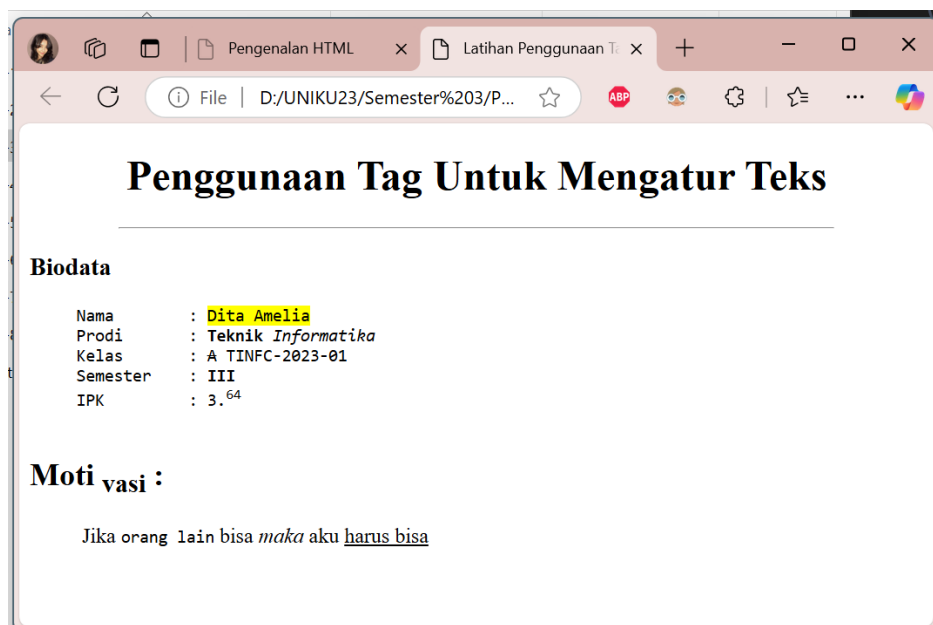 Pengenalan HTML
Latihan Penggunaan Ta
File | D:/UNIKU23/Semester%203/P...
ABP
Penggunaan Tag Untuk Mengatur Teks
Biodata
Nama : Dita Amelia
Prodi : Teknik Informatika
Kelas : A TINFC-2023-01
Semester : III
IPK : 3.64
Moti vasi :
Jika orang lain bisa maka aku harus bisa